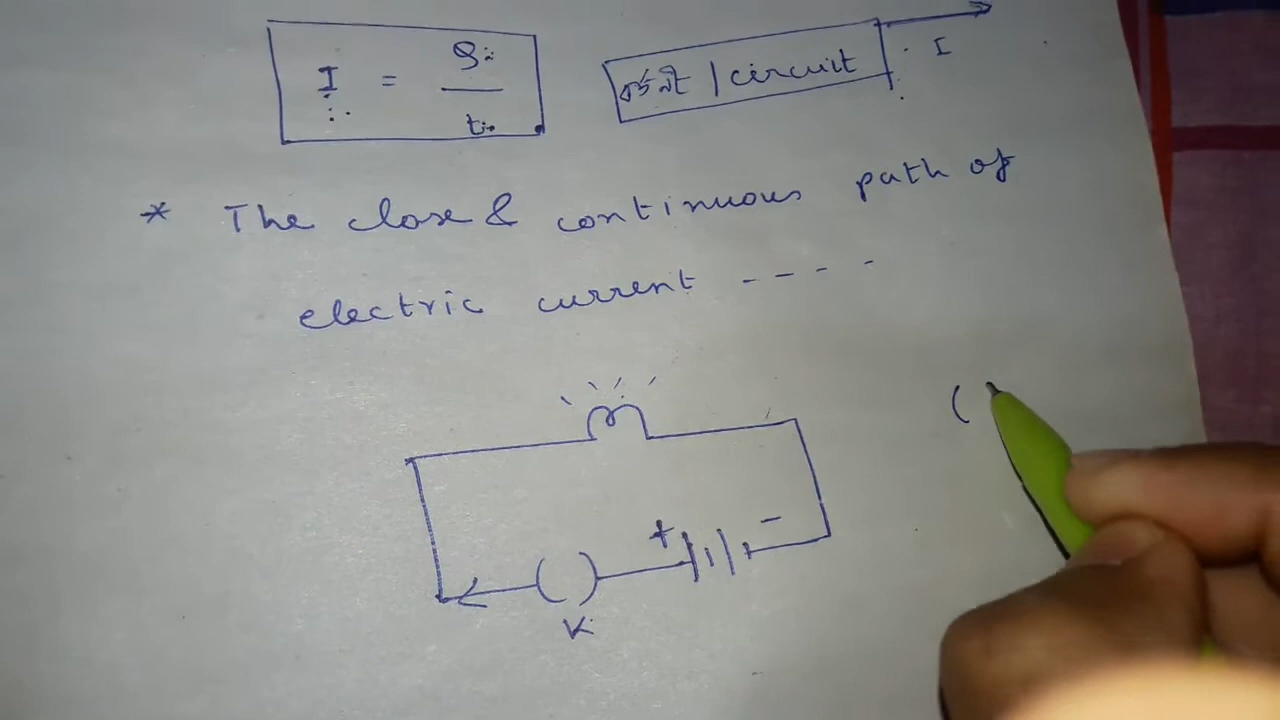 I = Q / t
/ circuit
I
* The close & continuous path of
electric current ----
+ -
K
(